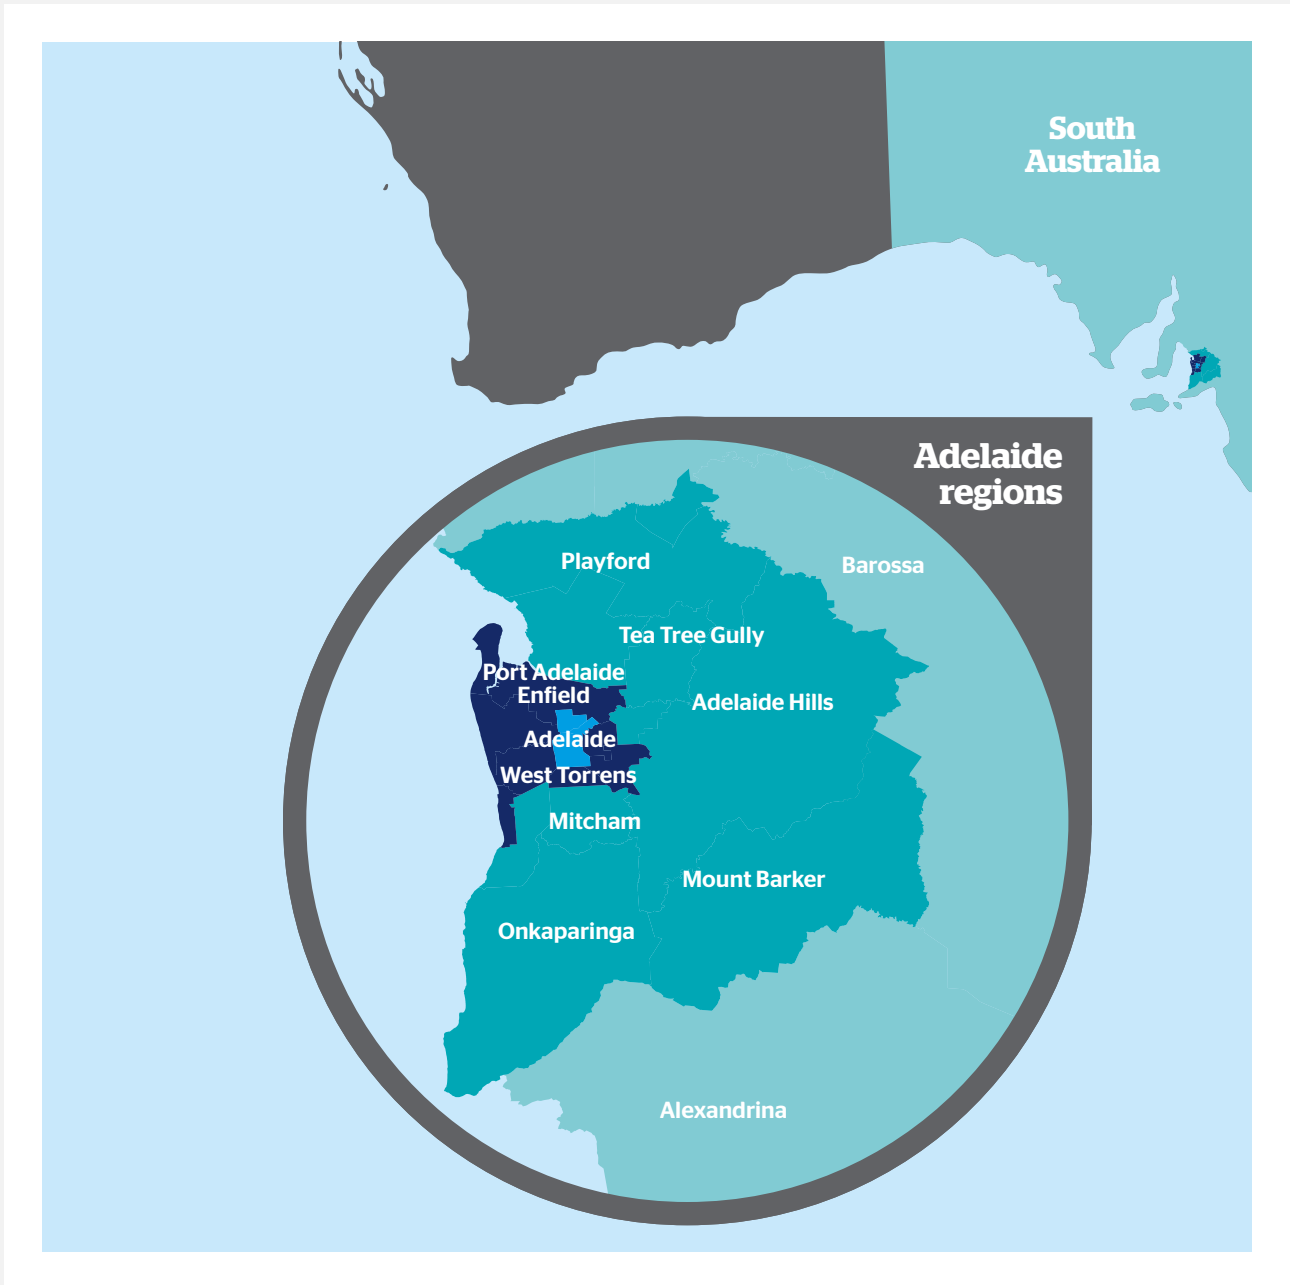 South
Australia
Adelaide
regions
Playford
Barossa
Tea Tree Gully
Port Adelaide
Enfield
Adelaide Hills
Adelaide
West Torrens
Mitcham
Mount Barker
Onkaparinga
Alexandrina